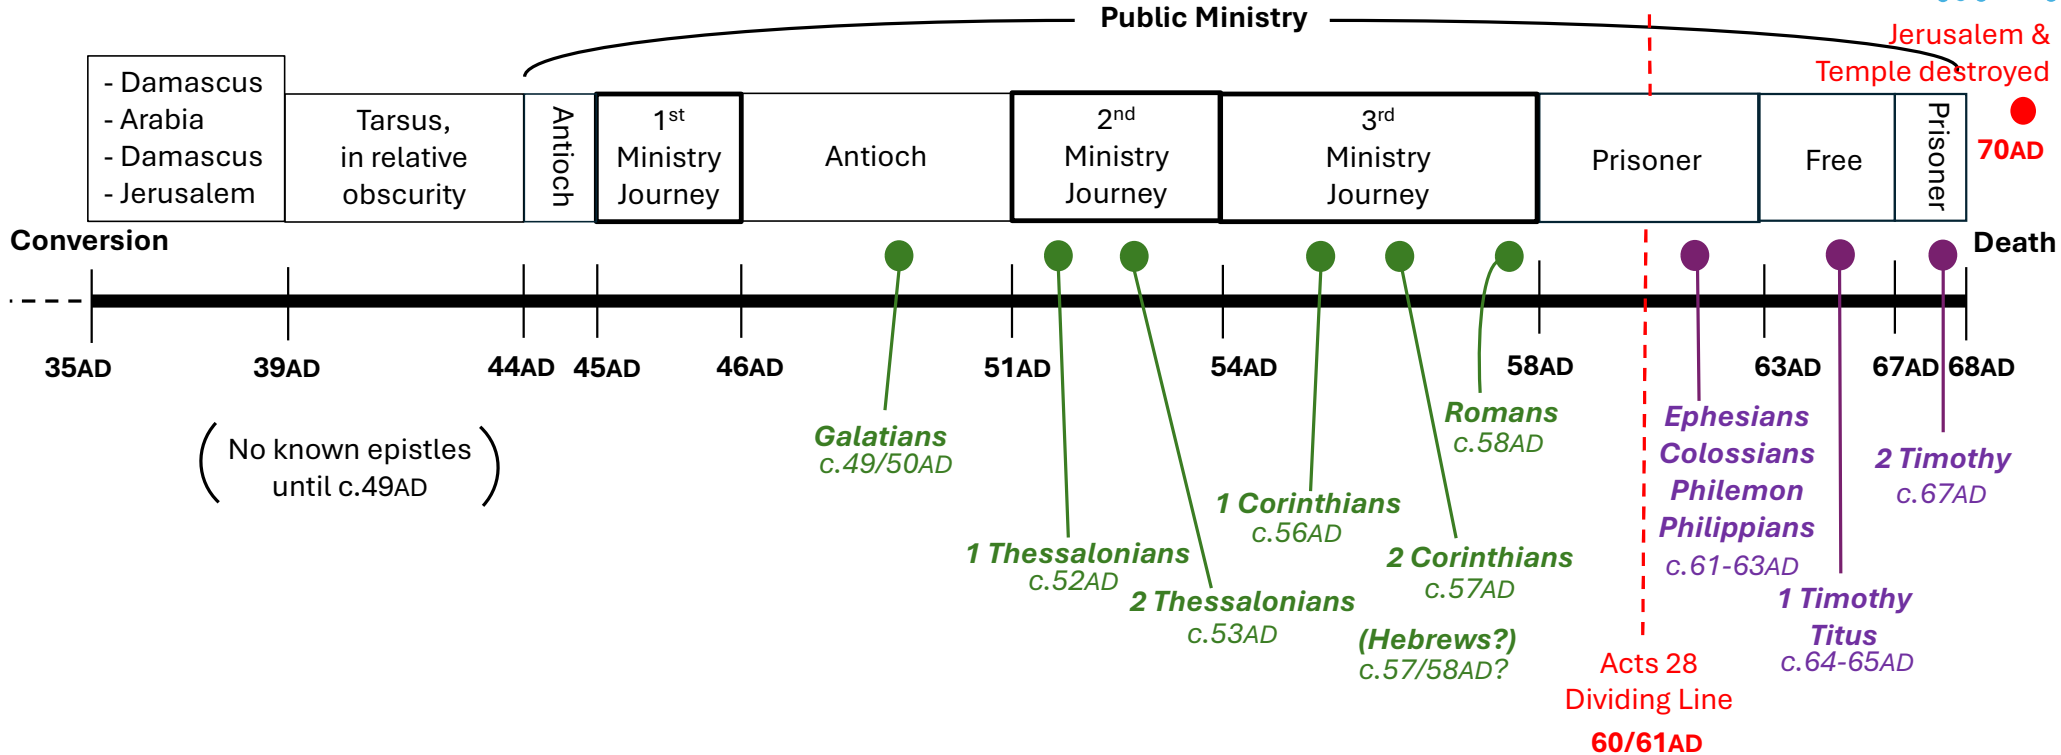 Public Ministry
Jerusalem &
Temple destroyed
70AD
- Damascus
- Arabia
- Damascus
- Jerusalem
Tarsus,
in relative
obscurity
Antioch
1st
Ministry
Journey
Antioch
2nd
Ministry
Journey
3rd
Ministry
Journey
Prisoner
Free
Prisoner
Conversion
Death
35AD
39AD
44AD
45AD
46AD
51AD
54AD
58AD
63AD
67AD
68AD
(No known epistles
until c.49AD)
Galatians
c.49/50AD
1 Thessalonians
c.52AD
2 Thessalonians
c.53AD
1 Corinthians
c.56AD
2 Corinthians
c.57AD
(Hebrews?)
c.57/58AD?
Romans
c.58AD
Ephesians
Colossians
Philemon
Philippians
c.61-63AD
1 Timothy
Titus
c.64-65AD
2 Timothy
c.67AD
Acts 28
Dividing Line
60/61AD